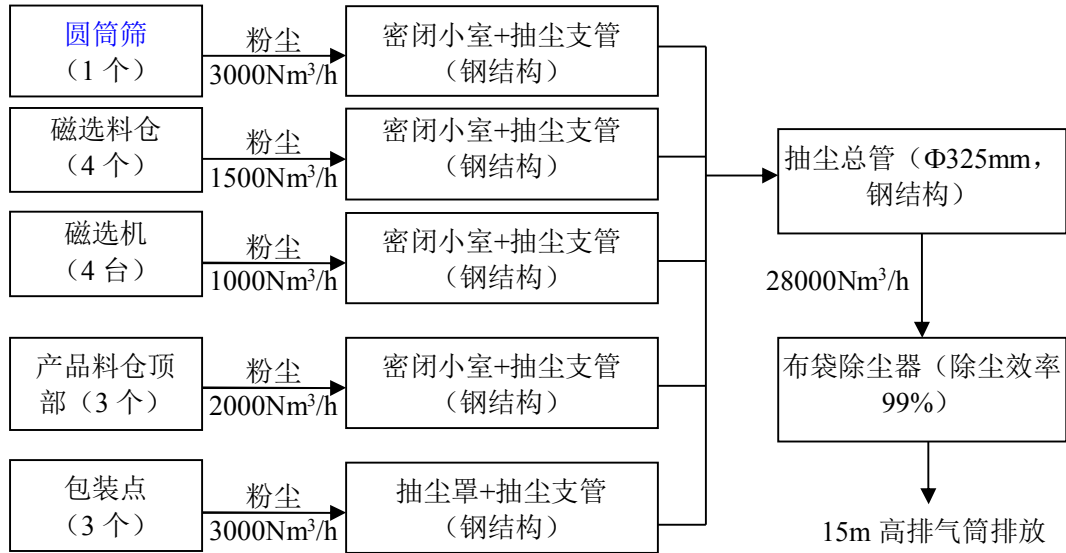 圆筒筛
（1 个）
粉尘
3000Nm³/h
密闭小室+抽尘支管
（钢结构）
磁选料仓
（4 个）
粉尘
1500Nm³/h
密闭小室+抽尘支管
（钢结构）
磁选机
（4 台）
粉尘
1000Nm³/h
密闭小室+抽尘支管
（钢结构）
产品料仓顶
部（3 个）
粉尘
2000Nm³/h
密闭小室+抽尘支管
（钢结构）
包装点
（3 个）
粉尘
3000Nm³/h
抽尘罩+抽尘支管
（钢结构）
抽尘总管（Φ325mm，
钢结构）
28000Nm³/h
布袋除尘器（除尘效率
99%）
15m 高排气筒排放